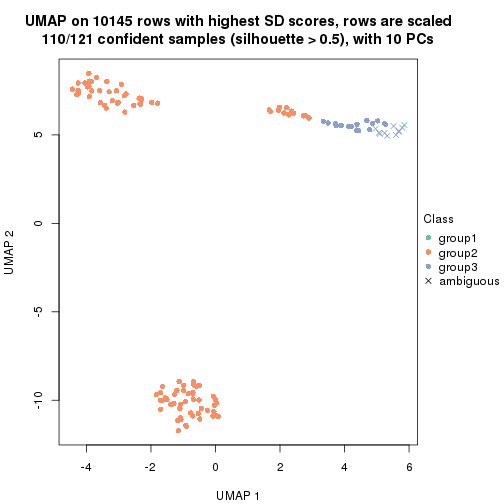 UMAP on 10145 rows with highest SD scores, rows are scaled
110/121 confident samples (silhouette > 0.5), with 10 PCs
UMAP 2
5
0
-5
-10
-4
-2
0
2
4
6
UMAP 1
Class
group1
group2
group3
ambiguous